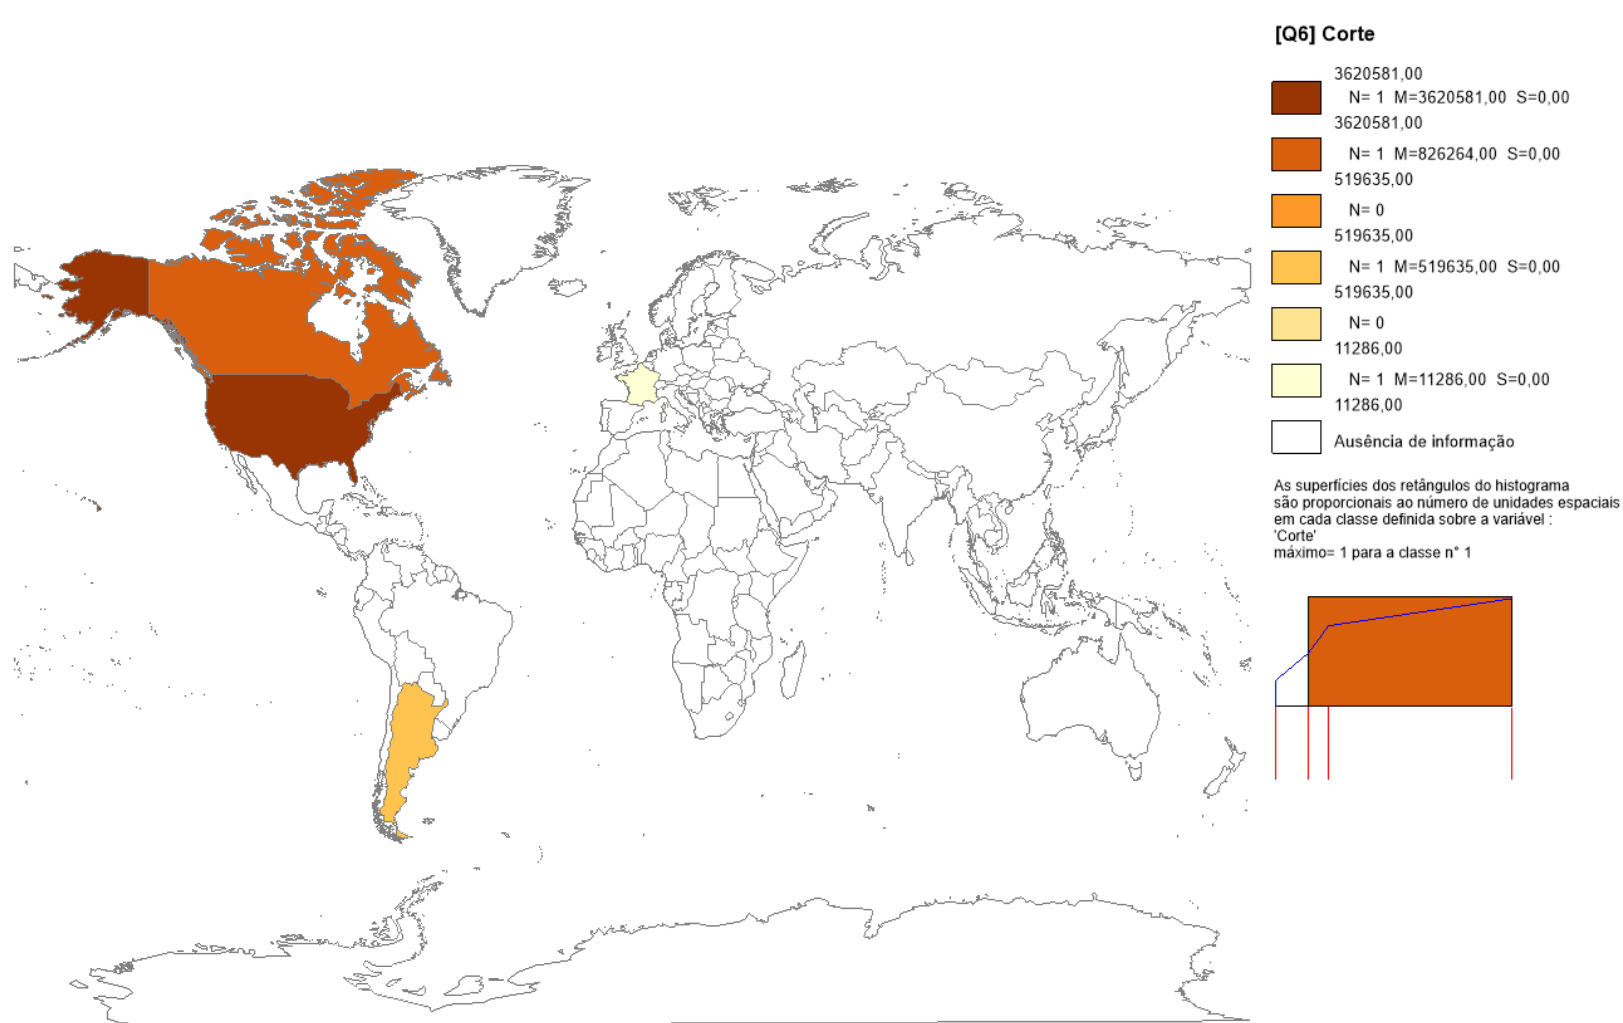 [Q6] Corte
3620581,00
N= 1 M=3620581,00 S=0,00
3620581,00
N= 1 M=826264,00 S=0,00
519635,00
N= 0
519635,00
N= 1 M=519635,00 S=0,00
519635,00
N= 0
11286,00
N= 1 M=11286,00 S=0,00
11286,00
Ausência de informação
As superfícies dos retângulos do histograma
são proporcionais ao número de unidades espaciais
em cada classe definida sobre a variável :
'Corte'
máximo= 1 para a classe n° 1